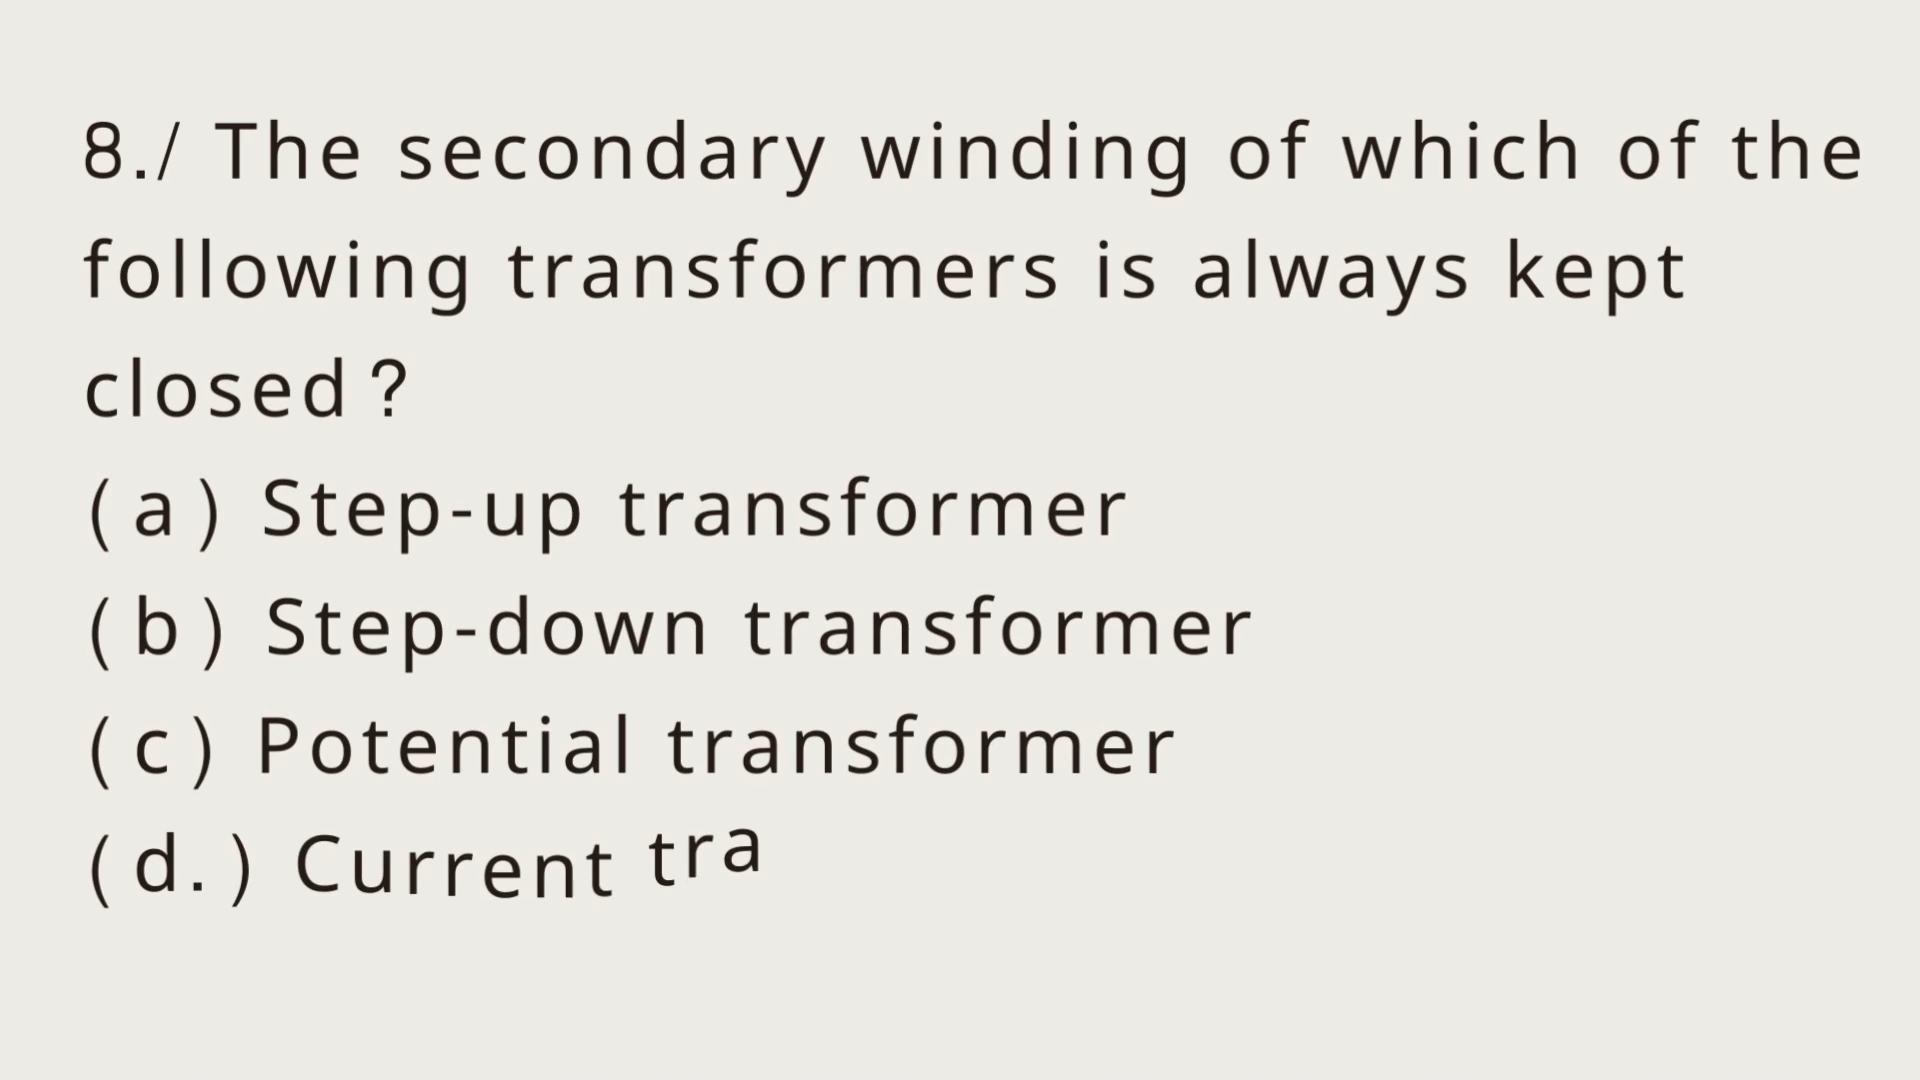 8./ The secondary winding of which of the
following transformers is always kept
closed ?
( a ) Step-up transformer
( b ) Step-down transformer
( c ) Potential transformer
( d. ) Current tra